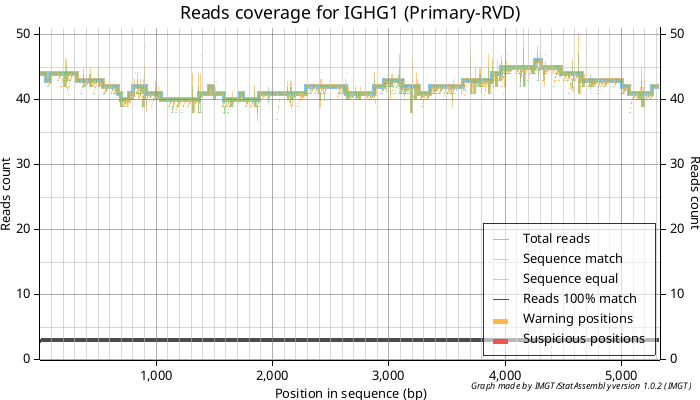 Reads coverage for IGHG1 (Primary-RVD)
50
40
30
20
10
0
Reads count
50
40
30
20
10
0
Reads count
1,000
2,000
3,000
4,000
5,000
Position in sequence (bp)
Total reads
Sequence match
Sequence equal
Reads 100% match
Warning positions
Suspicious positions
Graph made by IMGT/StatAssembly version 1.0.2 (IMGT)